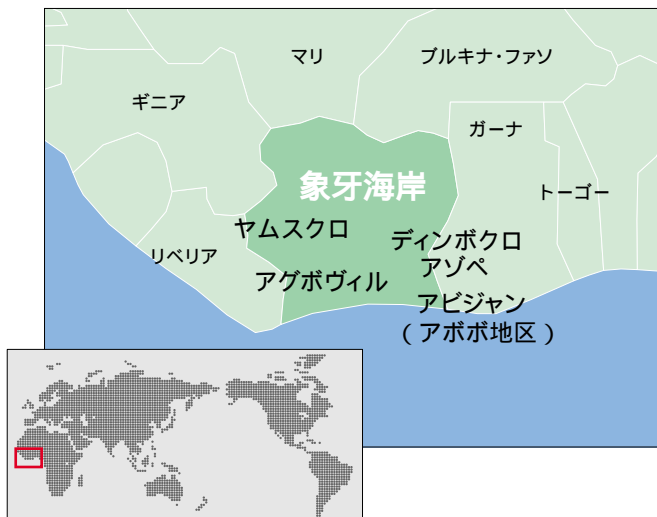 マリ
ブルキナ・ファソ
ギニア
ガーナ
象牙海岸
トーゴー
ヤムスクロ
ディンボクロ
リベリア
アゾペ
アグボヴィル
アビジャン
(アボボ地区)